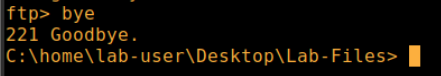 ftp> bye
221 Goodbye.
C:\home\lab-user\Desktop\Lab-Files>